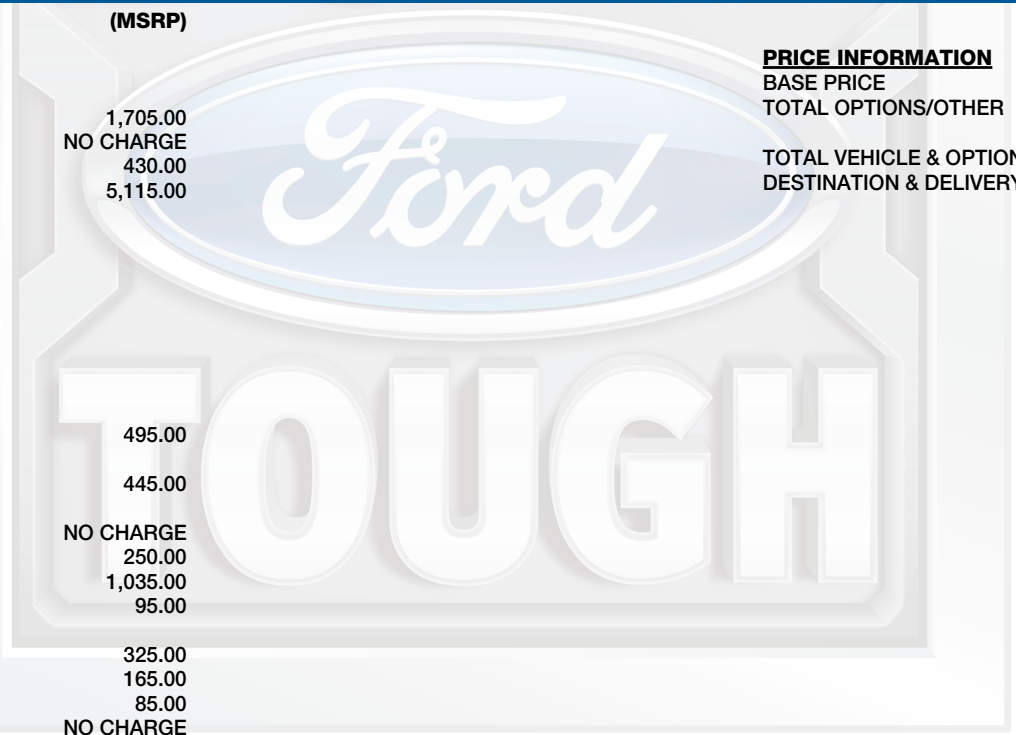 (MSRP)
1,705.00
NO CHARGE
430.00
5,115.00
495.00
445.00
NO CHARGE
250.00
1,035.00
95.00
325.00
165.00
85.00
NO CHARGE
PRICE INFORMATION
BASE PRICE
TOTAL OPTIONS/OTHER
TOTAL VEHICLE & OPTION
DESTINATION & DELIVERY
Ford
TOUGH